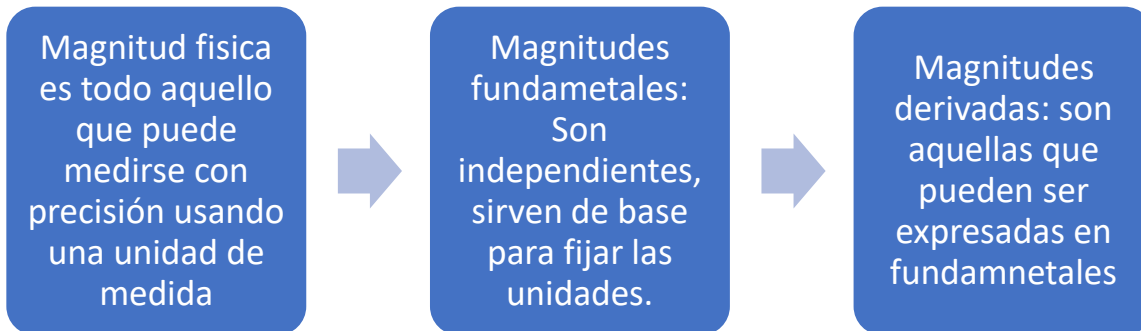 Magnitud fisica
es todo aquello
que puede
medirse con
precisión usando
una unidad de
medida
Magnitudes
fundametales:
Son
independientes,
sirven de base
para fijar las
unidades.
Magnitudes
derivadas: son
aquellas que
pueden ser
expresadas en
fundamnetales